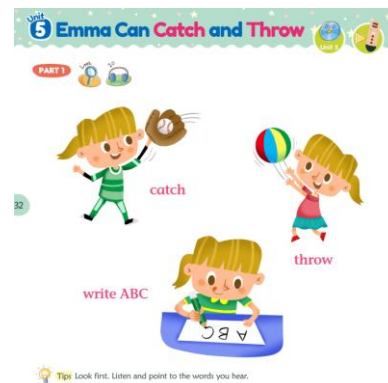 Unit
5 Emma Can Catch and Throw
Unit 5
PART 1
catch
32
throw
write ABC
ABC
Tips Look first. Listen and point to the words you hear.